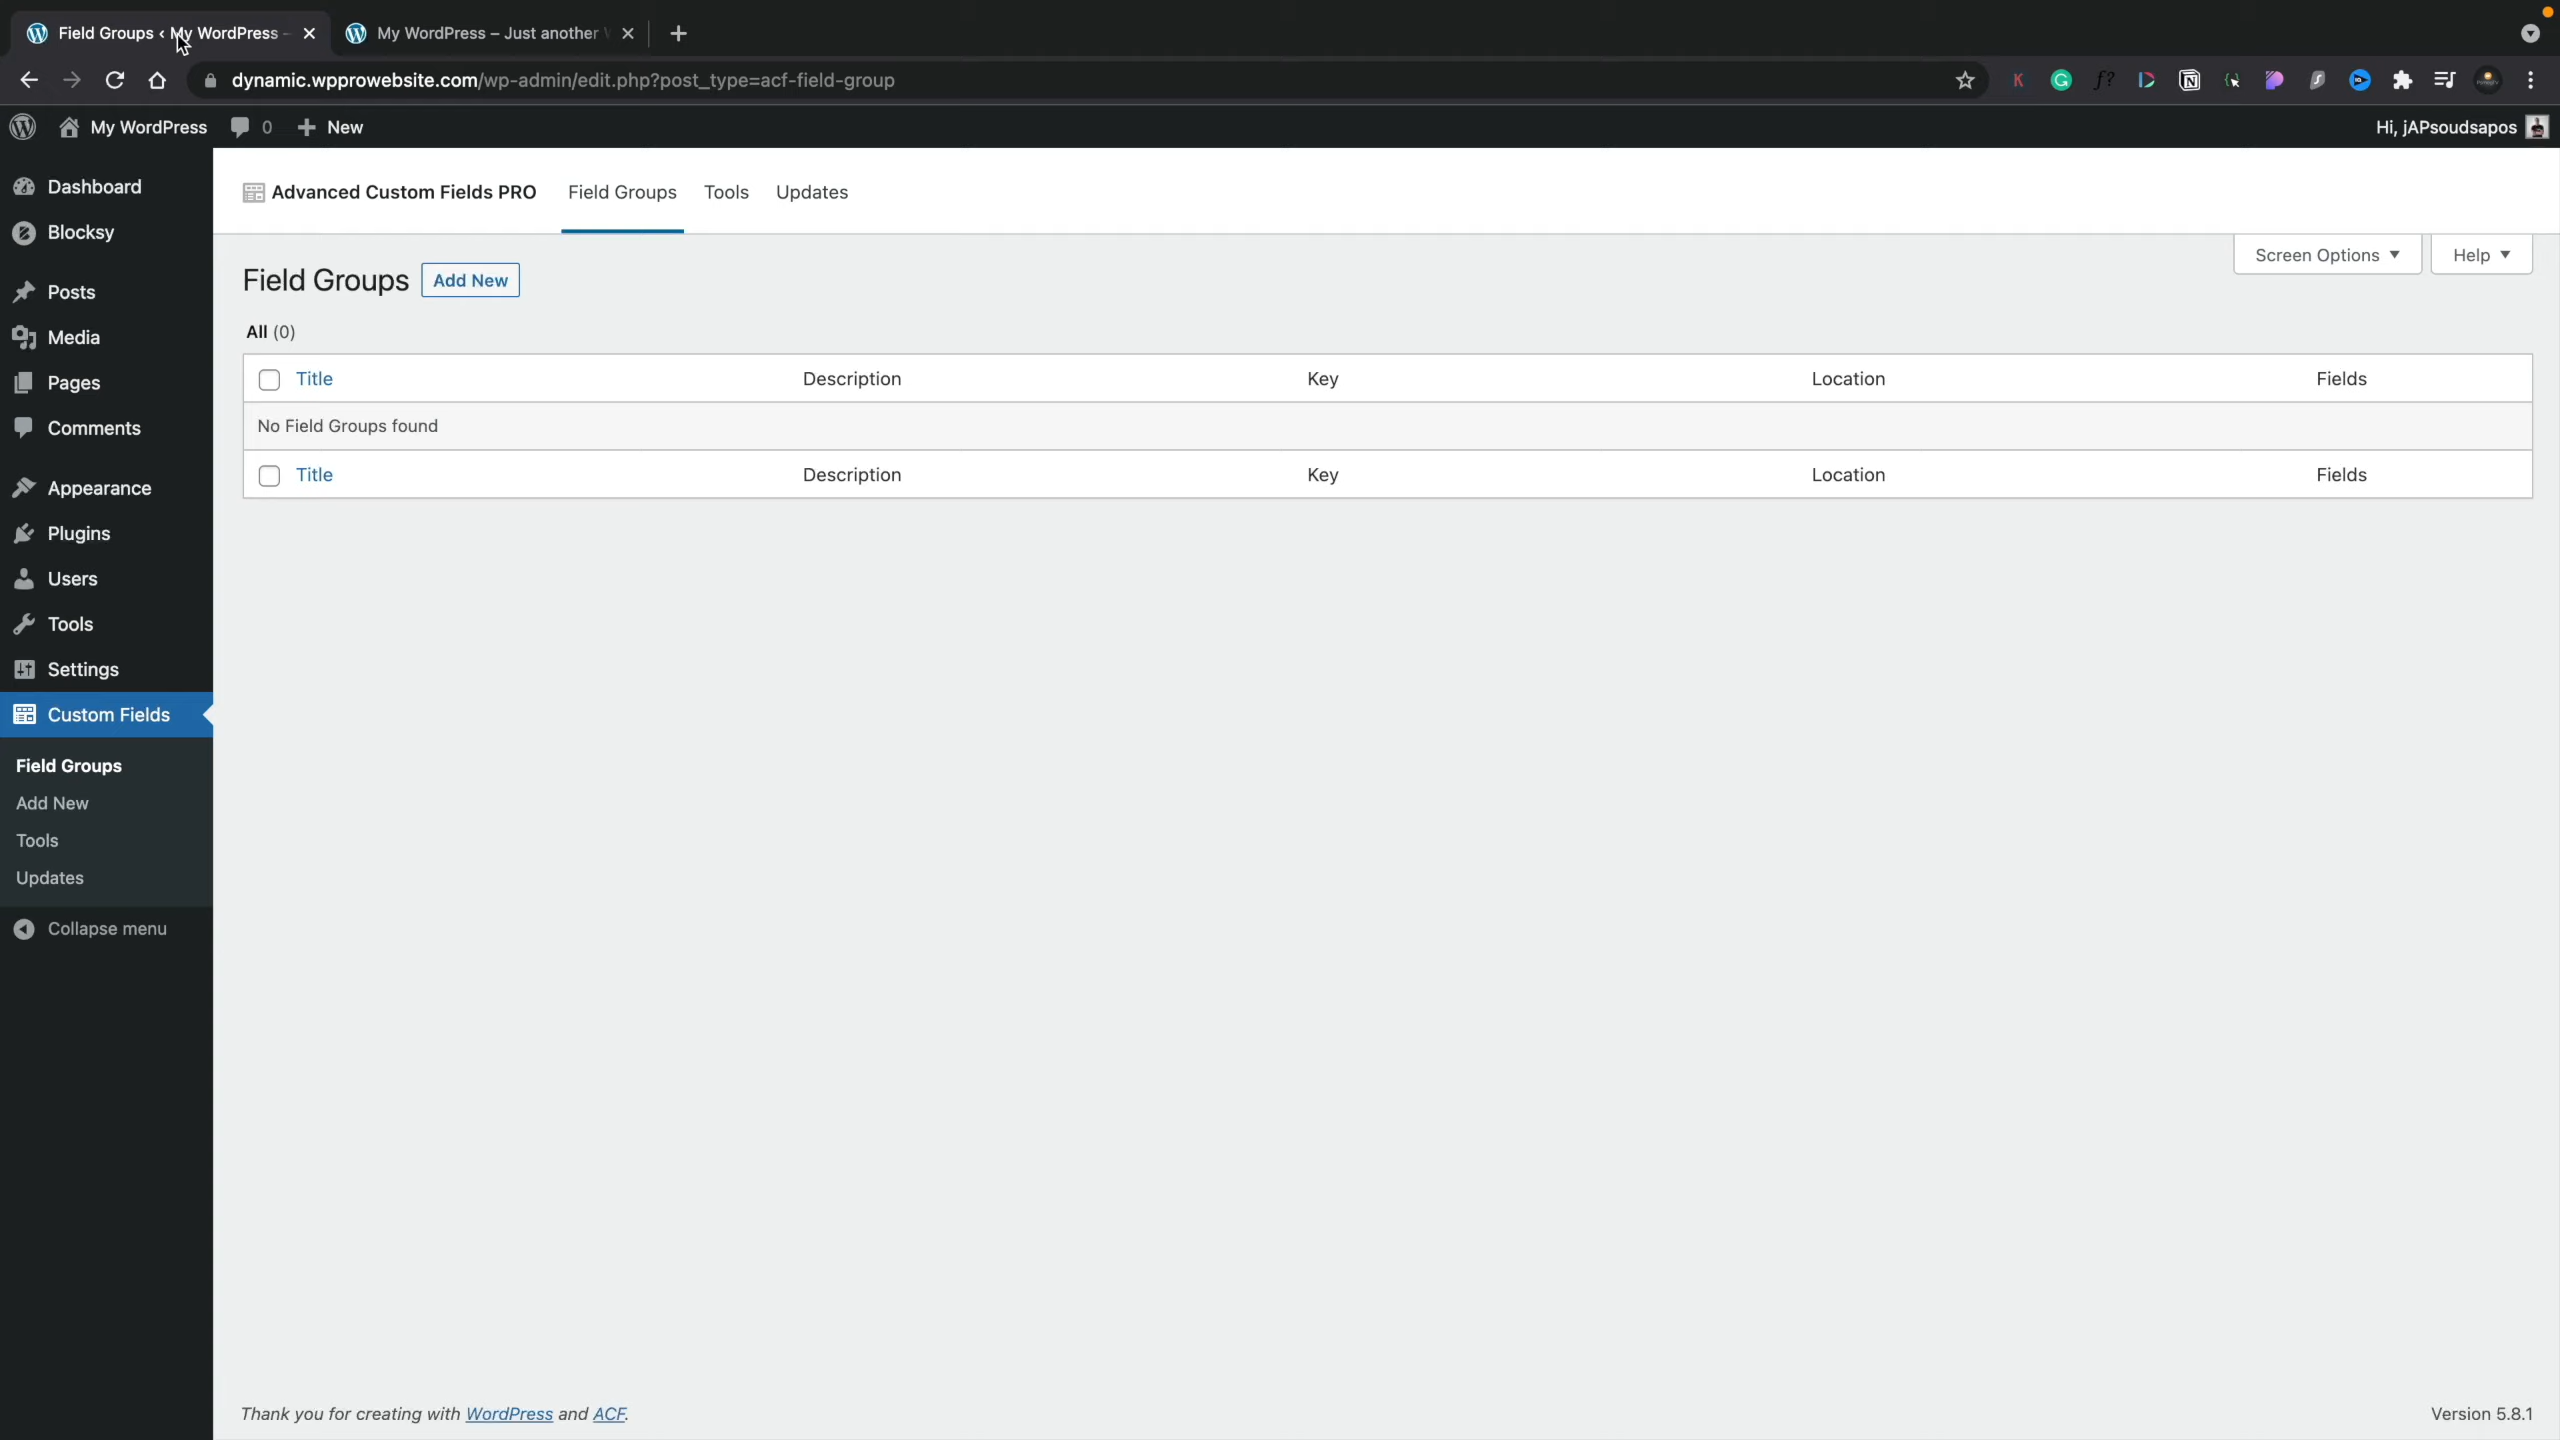 Field Groups ‹ My WordPress –
My WordPress – Just another
dynamic.wpprowebsite.com/wp-admin/edit.php?post_type=acf-field-group
My WordPress 0 New
Hi, jAPsoudsapos
Dashboard
Blocksy
Posts
Media
Pages
Comments
Appearance
Plugins
Users
Tools
Settings
Custom Fields
Field Groups
Add New
Tools
Updates
Collapse menu
Advanced Custom Fields PRO Field Groups Tools Updates
Screen Options Help
Field Groups Add New
All (0)
Title Description Key Location Fields
No Field Groups found
Title Description Key Location Fields
Thank you for creating with WordPress and ACF.
Version 5.8.1